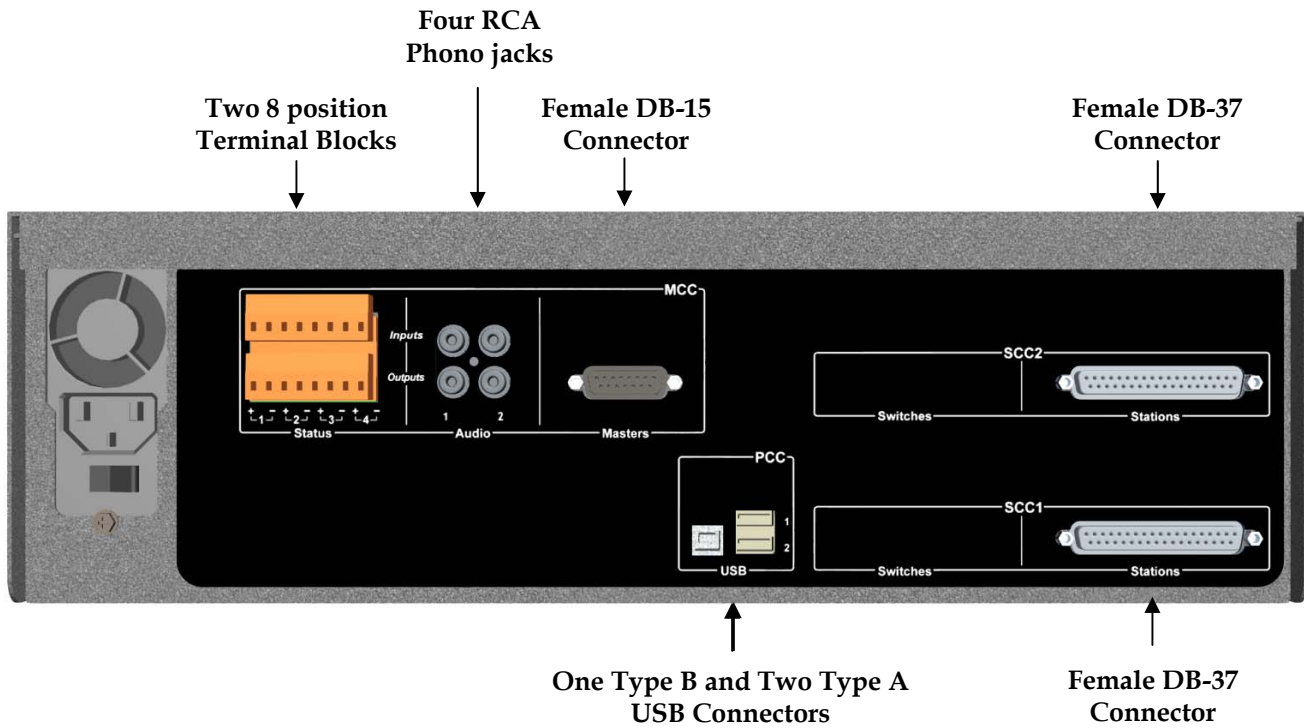 Four RCA
Phono jacks
Two 8 position
Terminal Blocks
Female DB-15
Connector
Female DB-37
Connector
MCC
Inputs
Outputs
+ 1 - + 2 - + 3 - + 4 -
Status
1 2
Audio
Masters
SCC2
Switches
Stations
PCC
1
2
USB
SCC1
Switches
Stations
One Type B and Two Type A
USB Connectors
Female DB-37
Connector